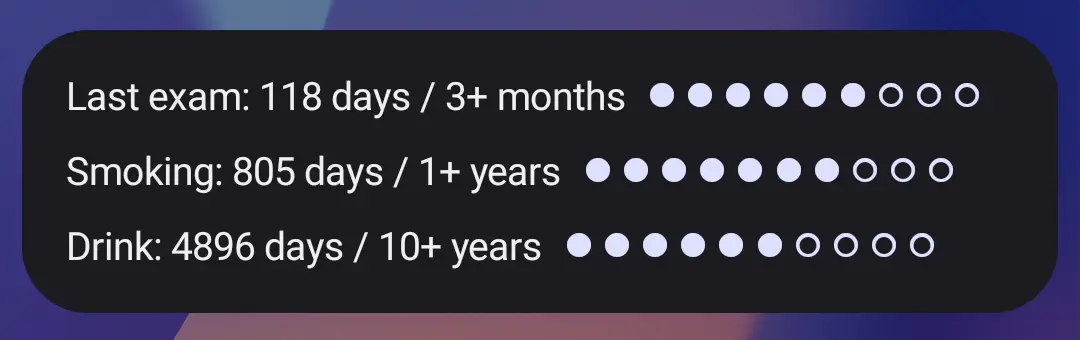 Last exam: 118 days / 3+ months
Smoking: 805 days / 1+ years
Drink: 4896 days / 10+ years